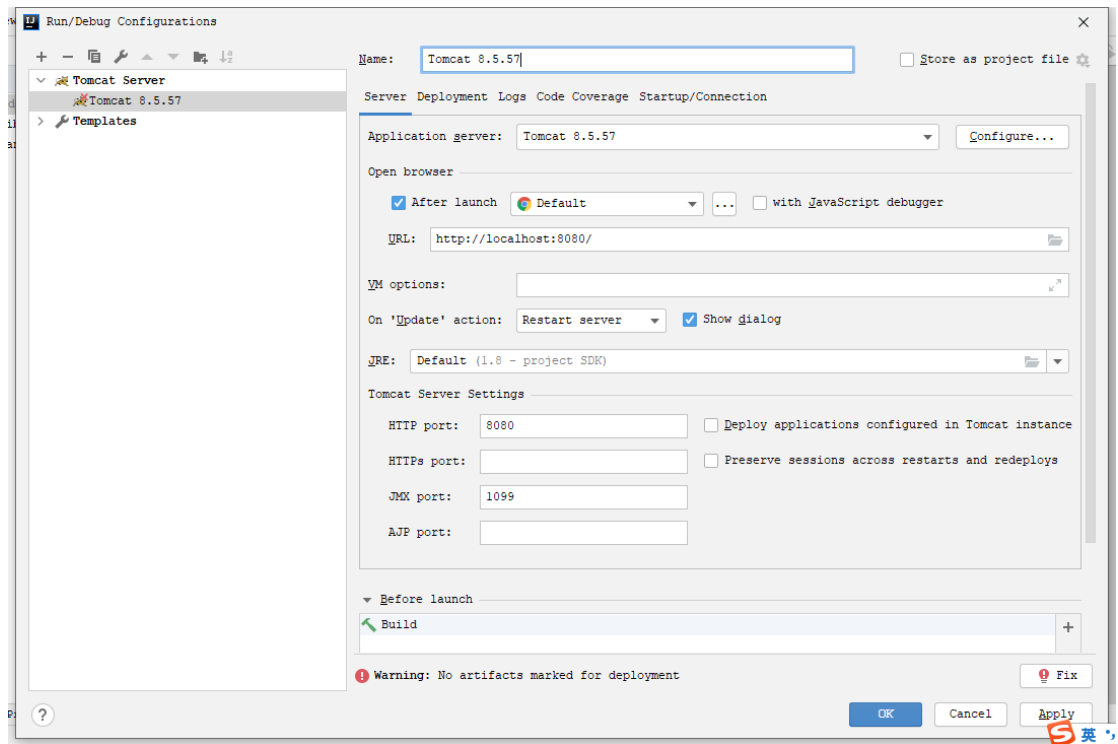 Run/Debug Configurations
Name: Tomcat 8.5.57 Store as project file
Tomcat Server
Tomcat 8.5.57
Templates
Server Deployment Logs Code Coverage Startup/Connection
Application server: Tomcat 8.5.57 Configure...
Open browser
After launch Default ... with JavaScript debugger
URL: http://localhost:8080/
VM options:
On 'Update' action: Restart server Show dialog
JRE: Default (1.8 - project SDK)
Tomcat Server Settings
HTTP port: 8080 Deploy applications configured in Tomcat instance
HTTPs port: Preserve sessions across restarts and redeploys
JMX port: 1099
AJP port:
Before launch
Build
Warning: No artifacts marked for deployment Fix
? OK Cancel Apply
英